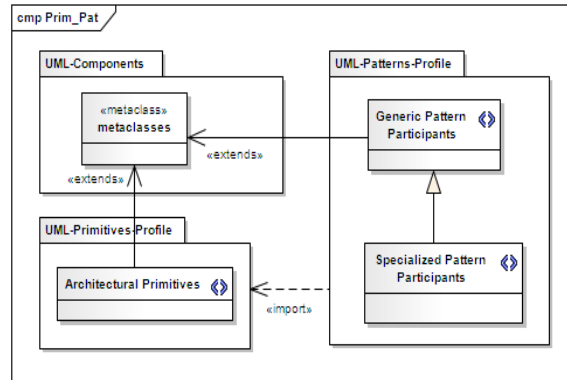 cmp Prim_Pat
UML-Components
UML-Patterns-Profile
«metaclass»
metaclasses
Generic Pattern
Participants
«extends»
«extends»
UML-Primitives-Profile
Architectural Primitives
Specialized Pattern
Participants
«import»